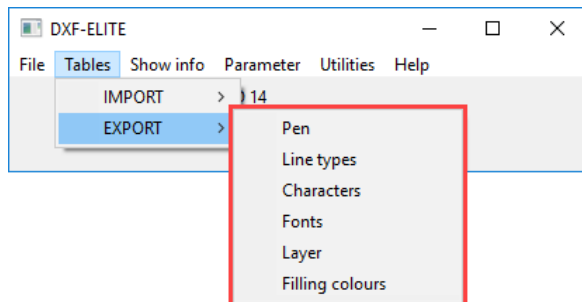 DXF-ELITE
File Tables Show info Parameter Utilities Help
IMPORT > 14
EXPORT >
Pen
Line types
Characters
Fonts
Layer
Filling colours